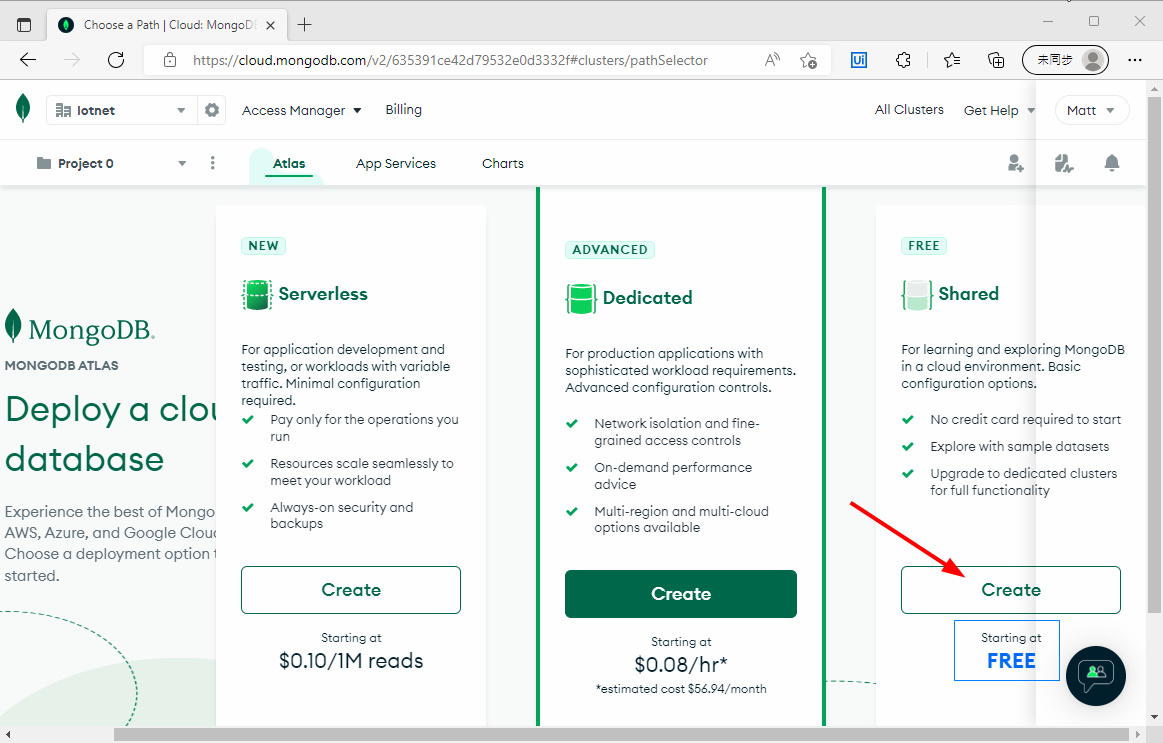 Choose a Path | Cloud: MongoDB
https://cloud.mongodb.com/v2/635391ce42d79532e0d3332f#clusters/pathSelector
未同步
Iotnet
Access Manager
Billing
All Clusters
Get Help
Matt
Project 0
Atlas
App Services
Charts
MongoDB.
MONGODB ATLAS
Deploy a clou
database
Experience the best of Mongo
AWS, Azure, and Google Cloud
Choose a deployment option t
started.
NEW
Serverless
For application development and
testing, or workloads with variable
traffic. Minimal configuration
required.
Pay only for the operations you
run
Resources scale seamlessly to
meet your workload
Always-on security and
backups
Create
Starting at
$0.10/1M reads
ADVANCED
Dedicated
For production applications with
sophisticated workload requirements.
Advanced configuration controls.
Network isolation and fine-
grained access controls
On-demand performance
advice
Multi-region and multi-cloud
options available
Create
Starting at
$0.08/hr*
*estimated cost $56.94/month
FREE
Shared
For learning and exploring MongoDB
in a cloud environment. Basic
configuration options.
No credit card required to start
Explore with sample datasets
Upgrade to dedicated clusters
for full functionality
Create
Starting at
FREE